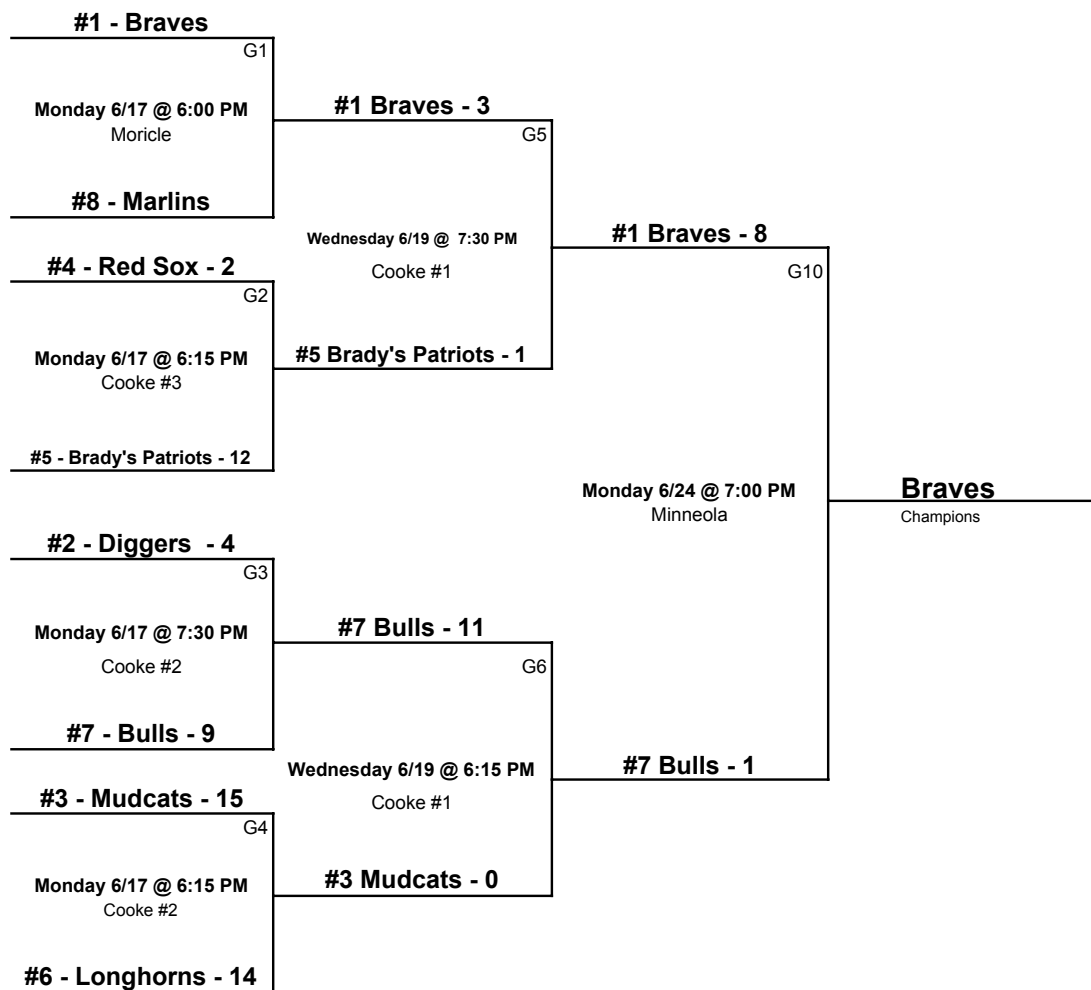 #1 - Braves
G1
Monday 6/17 @ 6:00 PM
Moricle
#8 - Marlins
#4 - Red Sox - 2
G2
Monday 6/17 @ 6:15 PM
Cooke #3
#5 - Brady's Patriots - 12
#2 - Diggers - 4
G3
Monday 6/17 @ 7:30 PM
Cooke #2
#7 - Bulls - 9
#3 - Mudcats - 15
G4
Monday 6/17 @ 6:15 PM
Cooke #2
#6 - Longhorns - 14
#1 Braves - 3
G5
Wednesday 6/19 @ 7:30 PM
Cooke #1
#5 Brady's Patriots - 1
#7 Bulls - 11
G6
Wednesday 6/19 @ 6:15 PM
Cooke #1
#3 Mudcats - 0
#1 Braves - 8
G10
Monday 6/24 @ 7:00 PM
Minneola
#7 Bulls - 1
Braves
Champions